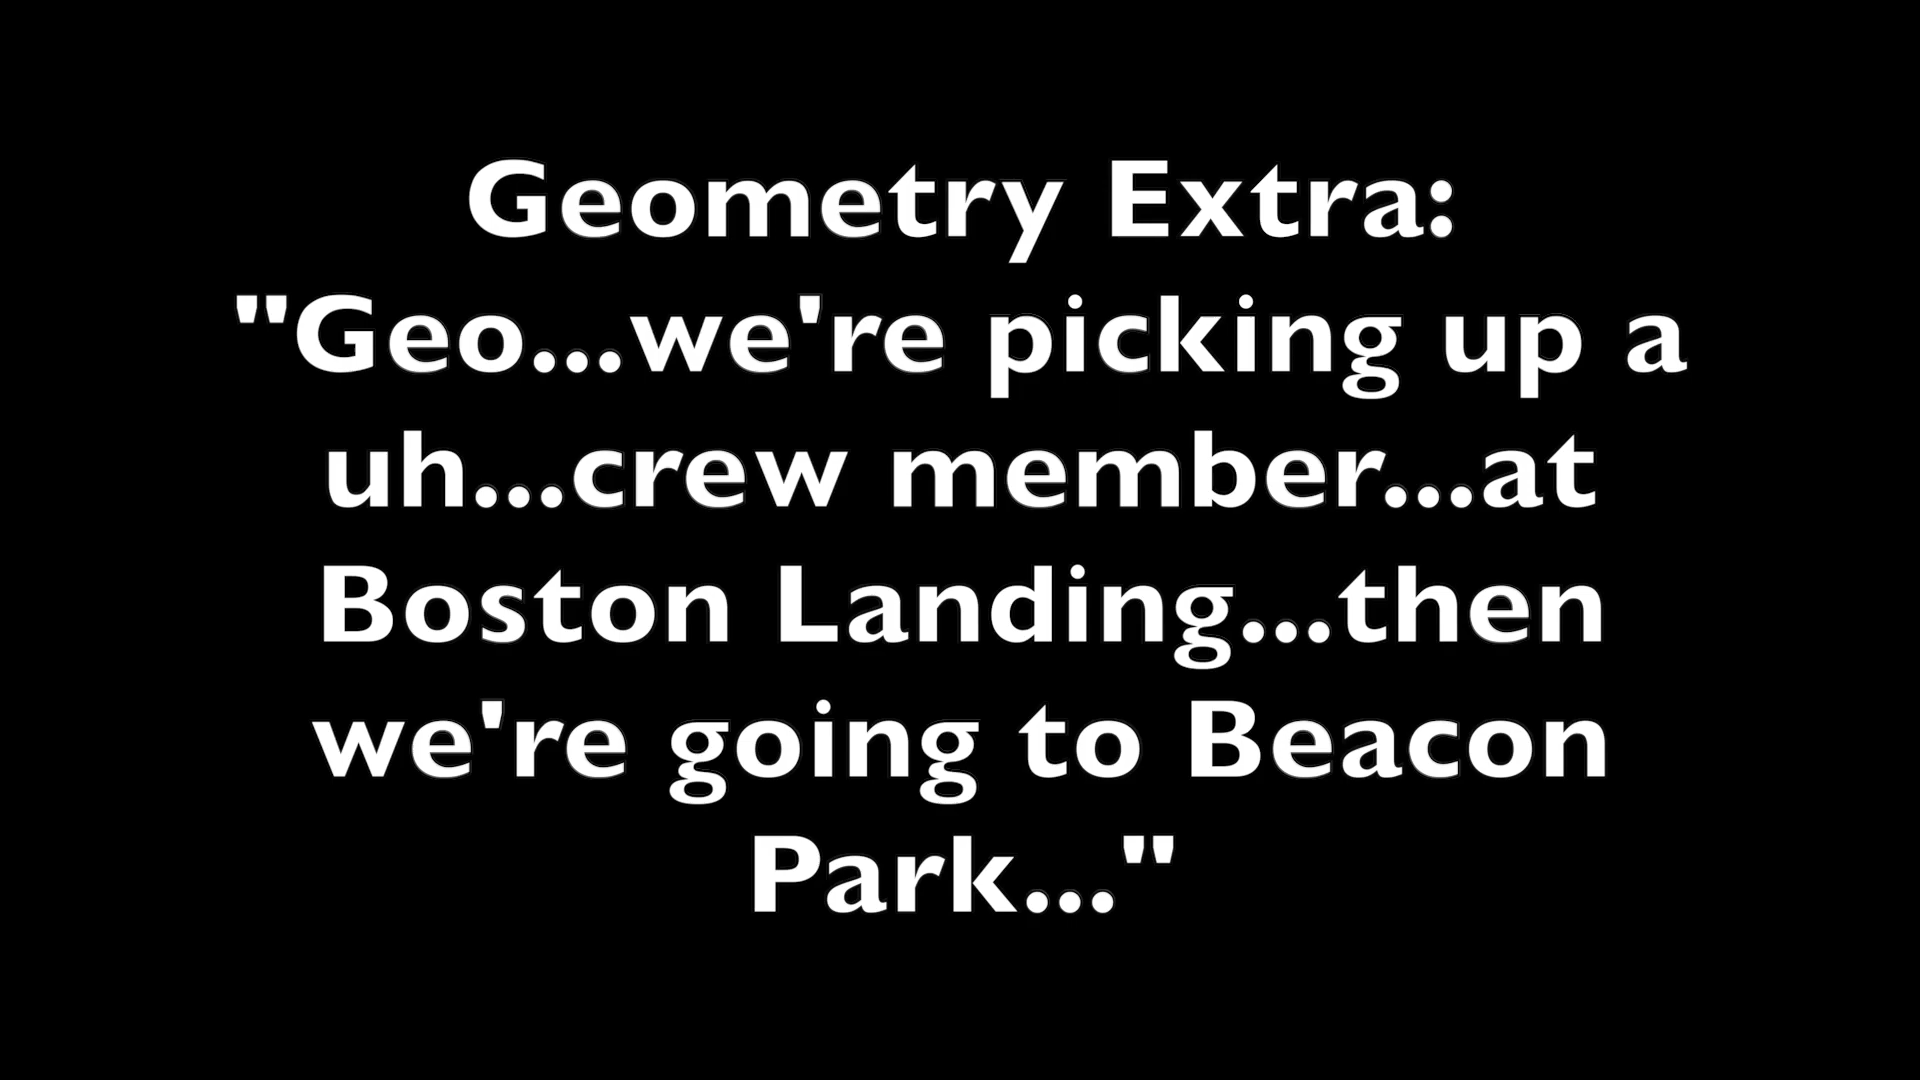 Geometry Extra:
"Geo...we're picking up a
uh...crew member...at
Boston Landing...then
we're going to Beacon
Park..."